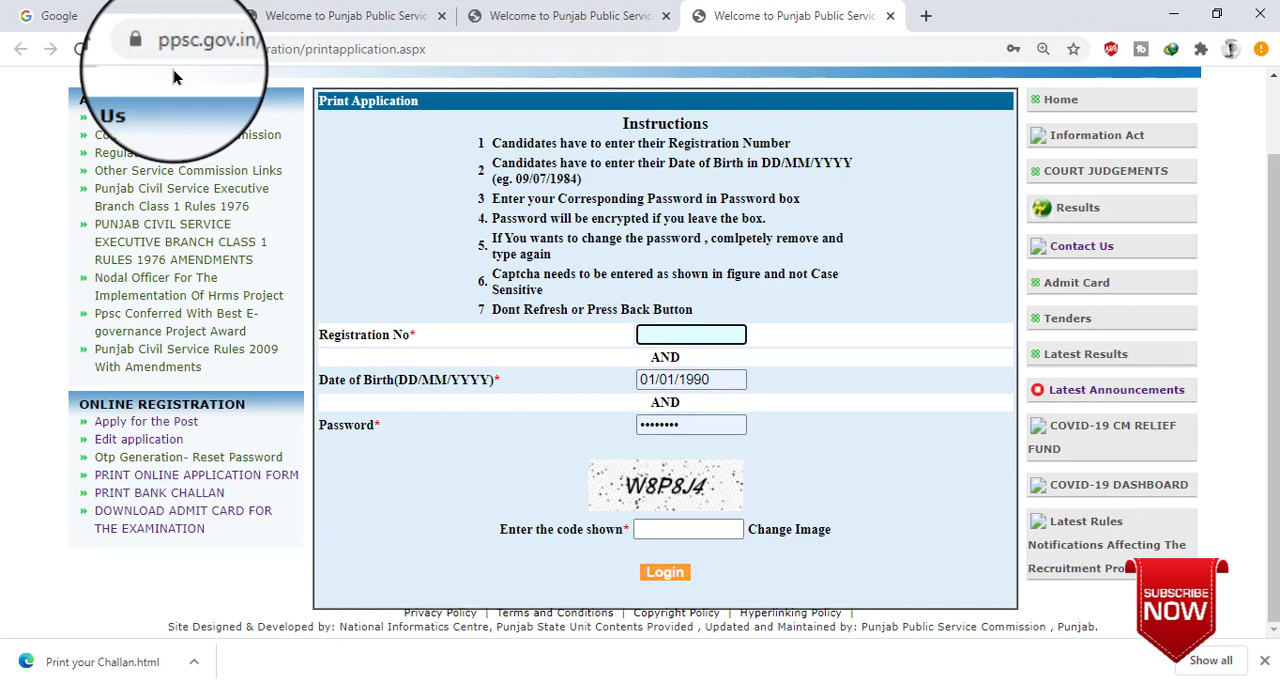 Google
Welcome to Punjab Public Servic
Welcome to Punjab Public Servic
Welcome to Punjab Public Servic
ppsc.gov.in/
ration/printapplication.aspx
Us
mission
Other Service Commission Links
Punjab Civil Service Executive
Branch Class 1 Rules 1976
PUNJAB CIVIL SERVICE
EXECUTIVE BRANCH CLASS 1
RULES 1976 AMENDMENTS
Nodal Officer For The
Implementation Of Hrms Project
Ppsc Conferred With Best E-
governance Project Award
Punjab Civil Service Rules 2009
With Amendments
ONLINE REGISTRATION
Apply for the Post
Edit application
Otp Generation- Reset Password
PRINT ONLINE APPLICATION FORM
PRINT BANK CHALLAN
DOWNLOAD ADMIT CARD FOR
THE EXAMINATION
Print Application
Instructions
1 Candidates have to enter their Registration Number
2 Candidates have to enter their Date of Birth in DD/MM/YYYY
(eg. 09/07/1984)
3 Enter your Corresponding Password in Password box
4. Password will be encrypted if you leave the box.
5. If You wants to change the password , comlpetely remove and
type again
6. Captcha needs to be entered as shown in figure and not Case
Sensitive
7 Dont Refresh or Press Back Button
Registration No*
AND
Date of Birth(DD/MM/YYYY)* 01/01/1990
AND
Password* ••••••••
W8P8J4
Enter the code shown* Change Image
Login
Home
Information Act
COURT JUDGEMENTS
Results
Contact Us
Admit Card
Tenders
Latest Results
Latest Announcements
COVID-19 CM RELIEF
FUND
COVID-19 DASHBOARD
Latest Rules
Notifications Affecting The
Recruitment Pro
SUBSCRIBE
NOW
Privacy Policy | Terms and Conditions | Copyright Policy | Hyperlinking Policy |
Site Designed & Developed by: National Informatics Centre, Punjab State Unit Contents Provided , Updated and Maintained by: Punjab Public Service Commission , Punjab.
Print your Challan.html
Show all